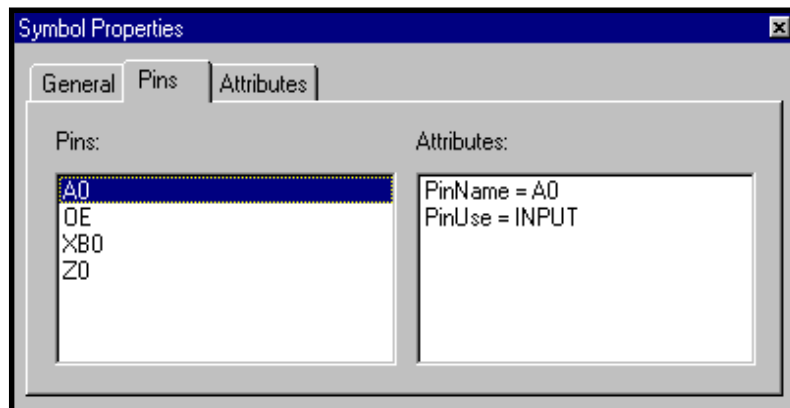 Symbol Properties
General Pins Attributes
Pins: Attributes:
A0 PinName = A0
OE PinUse = INPUT
XB0
Z0